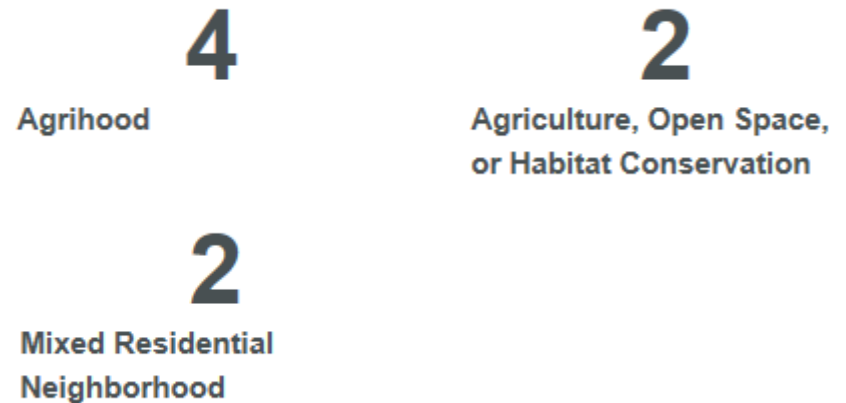 4
Agrihood
2
Agriculture, Open Space,
or Habitat Conservation
2
Mixed Residential
Neighborhood